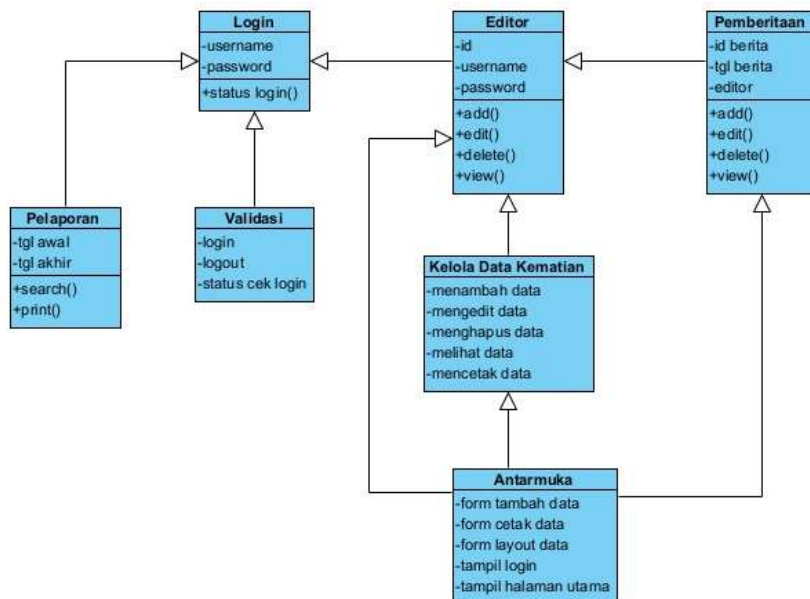 Login
-username
-password
+status login()
Editor
-id
-username
-password
+add()
+edit()
+delete()
+view()
Pemberitaan
-id berita
-tgl berita
-editor
+add()
+edit()
+delete()
+view()
Pelaporan
-tgl awal
-tgl akhir
+search()
+print()
Validasi
-login
-logout
-status cek login
Kelola Data Kematian
-menambah data
-mengedit data
-menghapus data
-melihat data
-mencetak data
Antarmuka
-form tambah data
-form cetak data
-form layout data
-tampil login
-tampil halaman utama